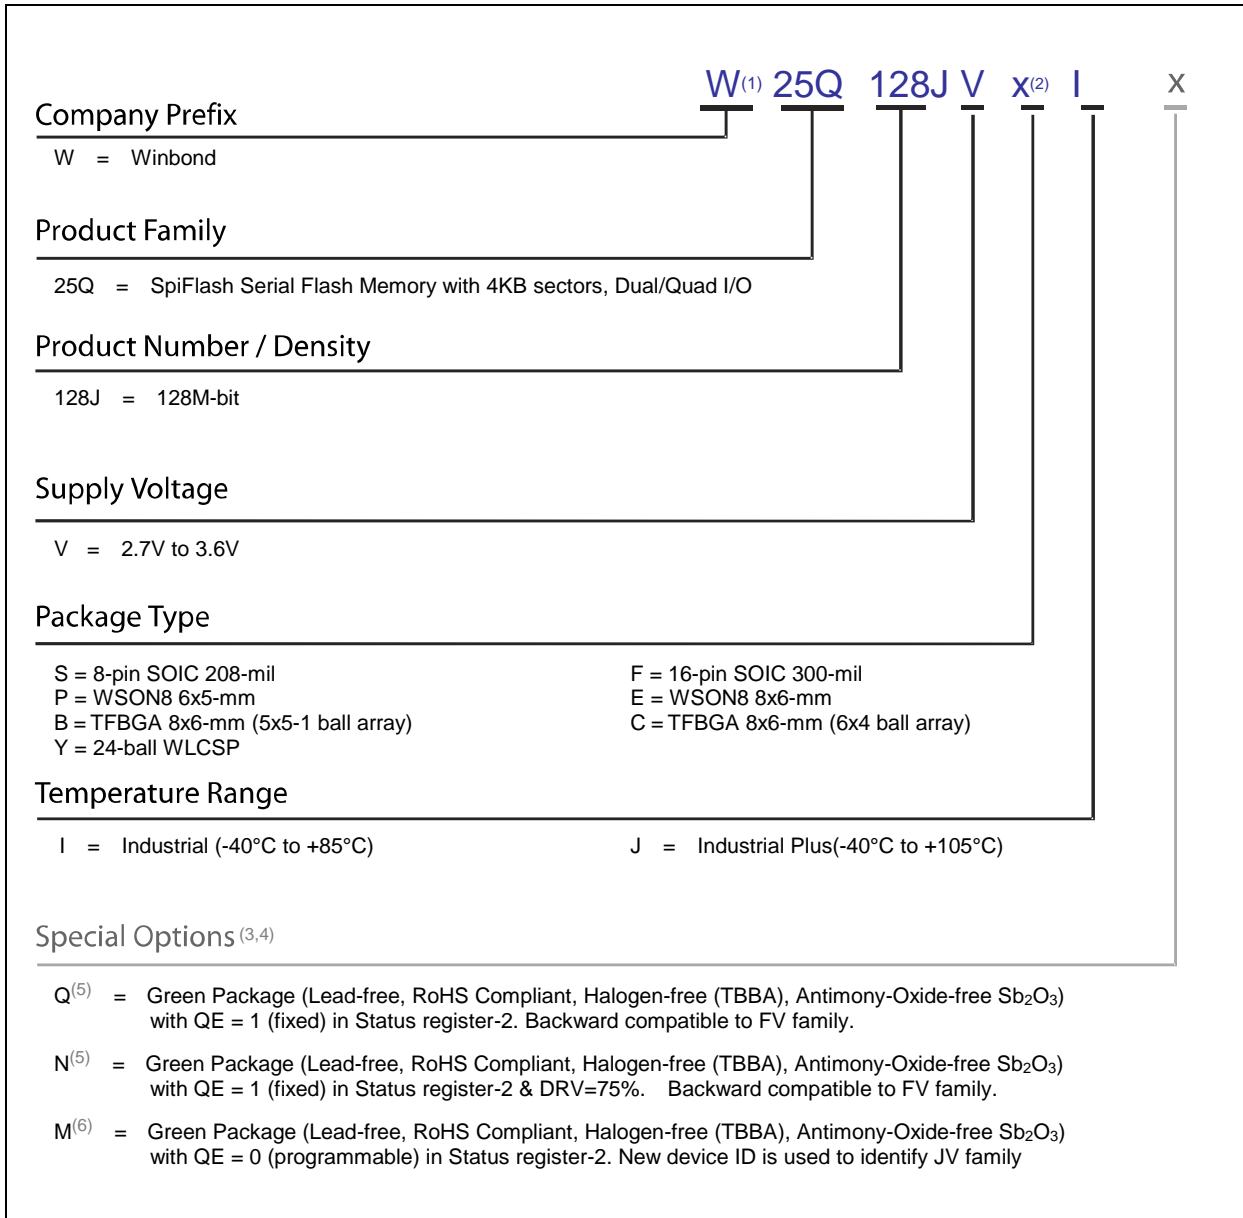 W(1) 25Q 128J V x(2) I x
Company Prefix
W = Winbond
Product Family
25Q = SpiFlash Serial Flash Memory with 4KB sectors, Dual/Quad I/O
Product Number / Density
128J = 128M-bit
Supply Voltage
V = 2.7V to 3.6V
Package Type
S = 8-pin SOIC 208-mil F = 16-pin SOIC 300-mil
P = WSON8 6x5-mm E = WSON8 8x6-mm
B = TFBGA 8x6-mm (5x5-1 ball array) C = TFBGA 8x6-mm (6x4 ball array)
Y = 24-ball WLCSP
Temperature Range
I = Industrial (-40°C to +85°C) J = Industrial Plus(-40°C to +105°C)
Special Options (3,4)
Q(5) = Green Package (Lead-free, RoHS Compliant, Halogen-free (TBBA), Antimony-Oxide-free Sb₂O₃)
with QE = 1 (fixed) in Status register-2. Backward compatible to FV family.
N(5) = Green Package (Lead-free, RoHS Compliant, Halogen-free (TBBA), Antimony-Oxide-free Sb₂O₃)
with QE = 1 (fixed) in Status register-2 & DRV=75%. Backward compatible to FV family.
M(6) = Green Package (Lead-free, RoHS Compliant, Halogen-free (TBBA), Antimony-Oxide-free Sb₂O₃)
with QE = 0 (programmable) in Status register-2. New device ID is used to identify JV family